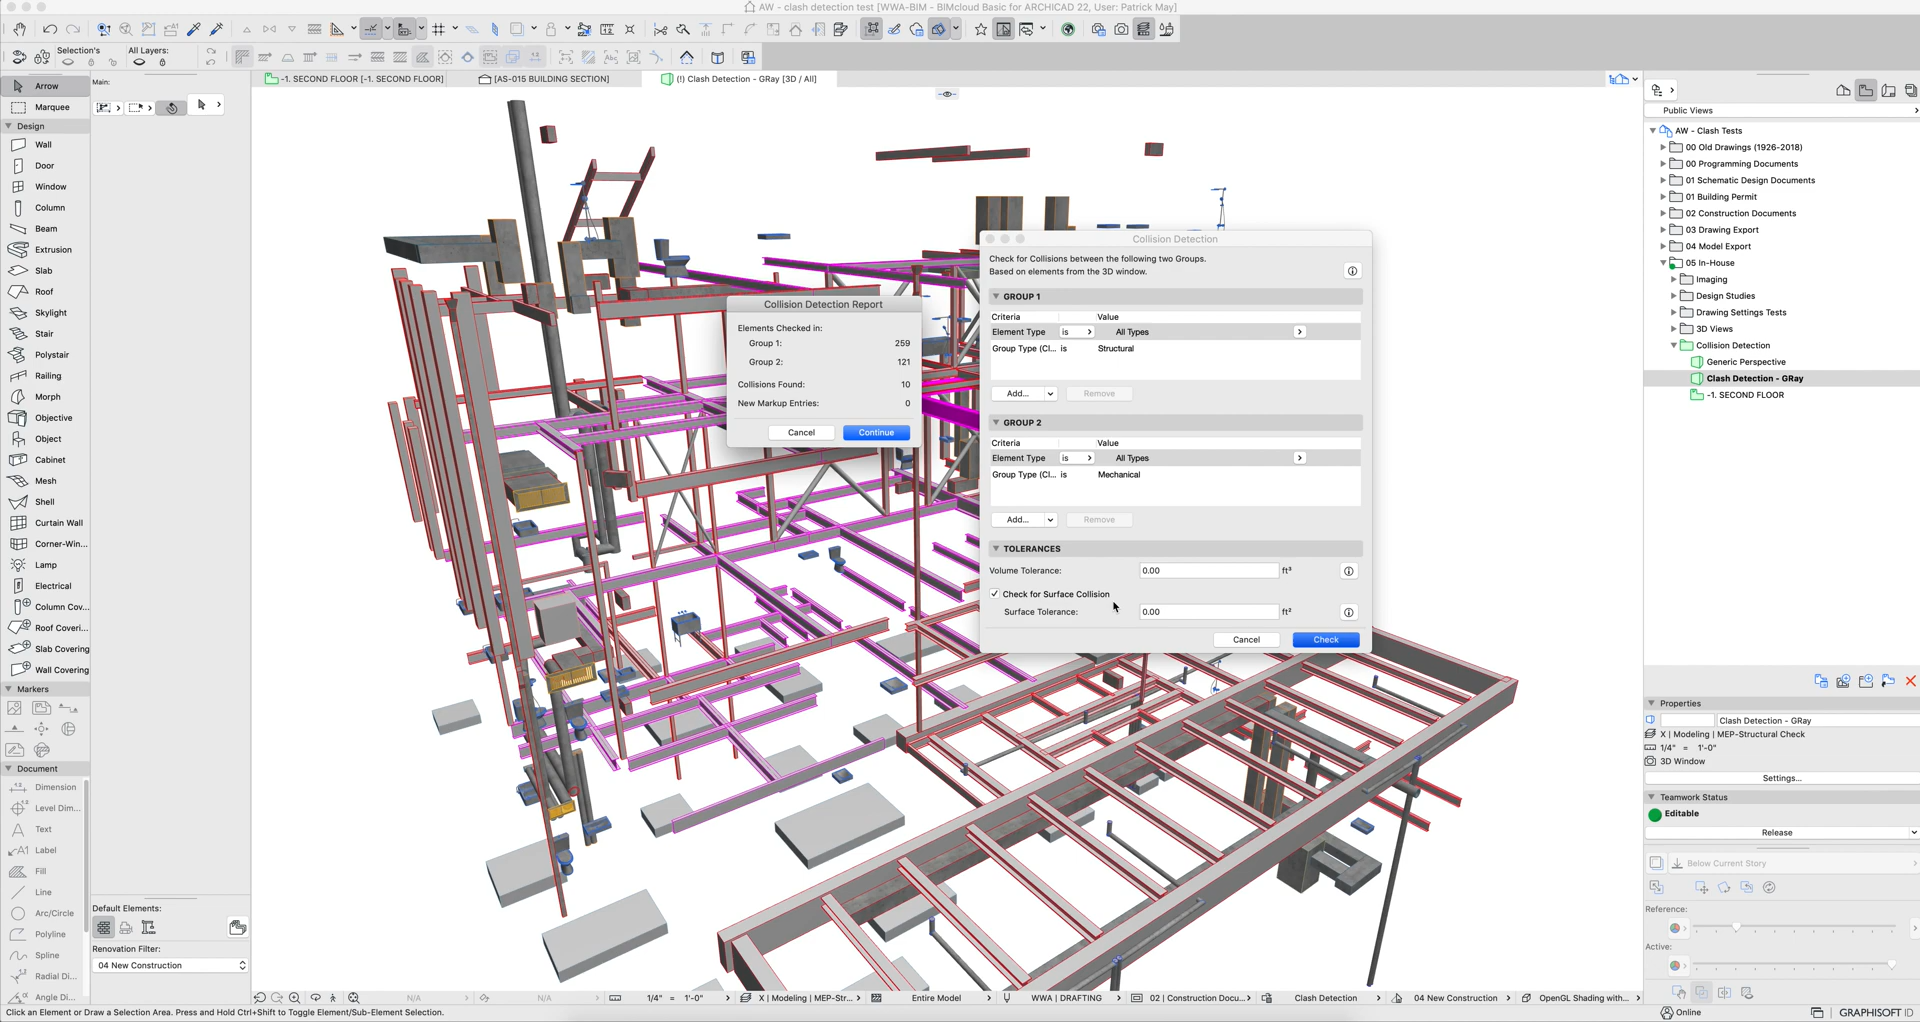 AW - clash detection test [WWA-BIM - BIMcloud Basic for ARCHICAD 22, User: Patrick May]
Selection's
All Layers:
-1. SECOND FLOOR [-1. SECOND FLOOR]
[AS-015 BUILDING SECTION]
(!) Clash Detection - GRay [3D / All]
Arrow
Marquee
Design
Wall
Door
Window
Column
Beam
Extrusion
Slab
Roof
Skylight
Stair
Polystair
Railing
Morph
Objective
Object
Cabinet
Mesh
Shell
Curtain Wall
Corner-Win...
Lamp
Electrical
Column Cov...
Roof Coveri...
Slab Covering
Wall Covering
Markers
Document
Dimension
Level Dim...
Text
Label
Fill
Line
Arc/Circle
Polyline
Spline
Radial Di...
Angle Di...
Main:
Default Elements:
Renovation Filter:
04 New Construction
Collision Detection Report
Elements Checked in:
Group 1: 259
Group 2: 121
Collisions Found: 10
New Markup Entries: 0
Cancel
Continue
Collision Detection
Check for Collisions between the following two Groups.
Based on elements from the 3D window.
GROUP 1
Criteria Value
Element Type is All Types
Group Type (Cl... is Structural
Add...
Remove
GROUP 2
Criteria Value
Element Type is All Types
Group Type (Cl... is Mechanical
Add...
Remove
TOLERANCES
Volume Tolerance: 0.00 ft³
Check for Surface Collision
Surface Tolerance: 0.00 ft²
Cancel
Check
Public Views
AW - Clash Tests
00 Old Drawings (1926-2018)
00 Programming Documents
01 Schematic Design Documents
01 Building Permit
02 Construction Documents
03 Drawing Export
04 Model Export
05 In-House
Imaging
Design Studies
Drawing Settings Tests
3D Views
Collision Detection
Generic Perspective
Clash Detection - GRay
-1. SECOND FLOOR
Properties
Clash Detection - GRay
X | Modeling | MEP-Structural Check
1/4" = 1'-0"
3D Window
Settings...
Teamwork Status
Editable
Release
Below Current Story
Reference:
Active:
N/A
N/A
1/4" = 1'-0"
X | Modeling | MEP-Str...
Entire Model
WWA | DRAFTING
02 | Construction Docu...
Clash Detection
04 New Construction
OpenGL Shading with...
Click an Element or Draw a Selection Area. Press and Hold Ctrl+Shift to Toggle Element/Sub-Element Selection.
Online
GRAPHISOFT ID